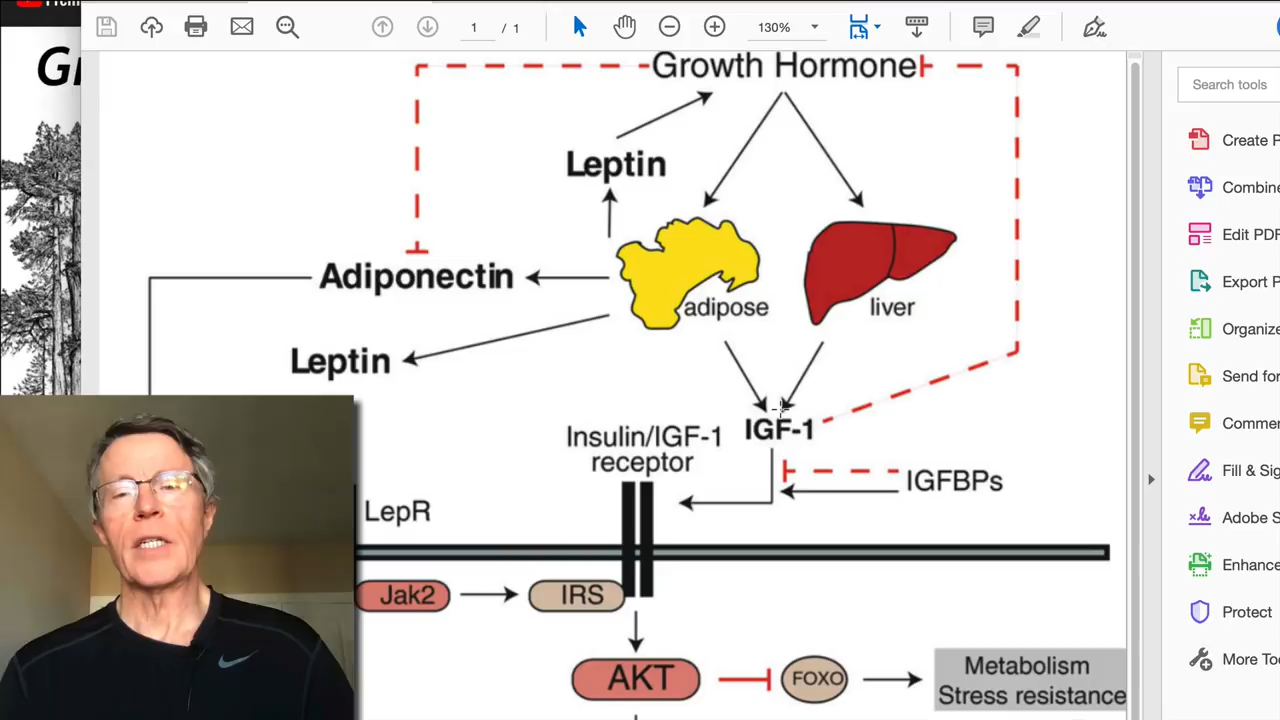 1 / 1
130%
Search tools
Growth Hormone
Create P
Leptin
Combine
Edit PDF
Adiponectin
Export P
adipose
liver
Organize
Leptin
Send for
IGF-1
Comme
Insulin/IGF-1
receptor
IGFBPs
Fill & Sig
LepR
Adobe S
Enhance
Jak2
IRS
Protect
AKT
FOXO
Metabolism
Stress resistance
More Too